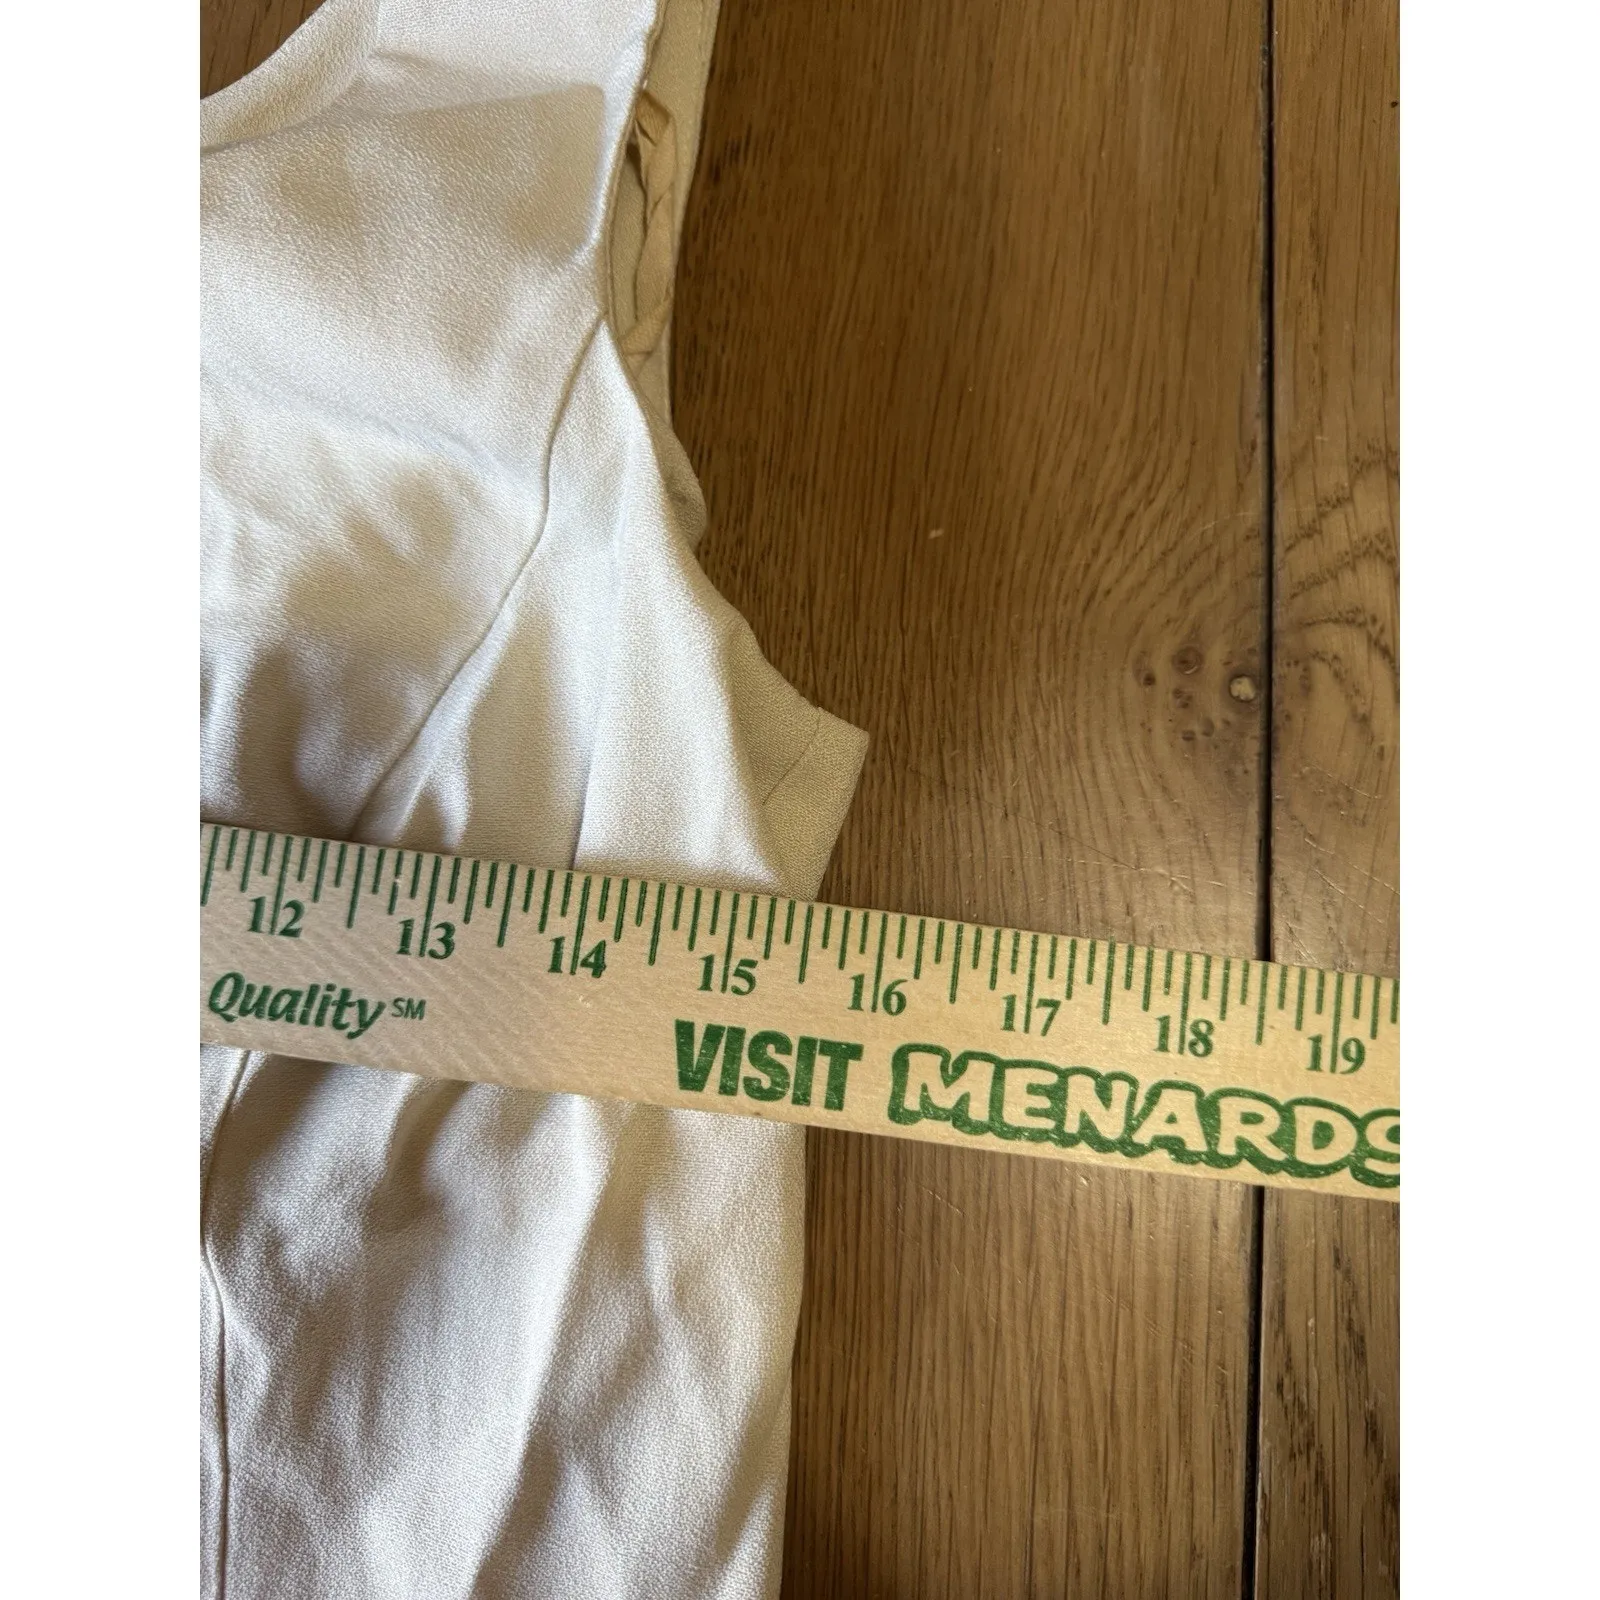 12 13 14 15 16 17 18 19
Quality SM VISIT MENARDS